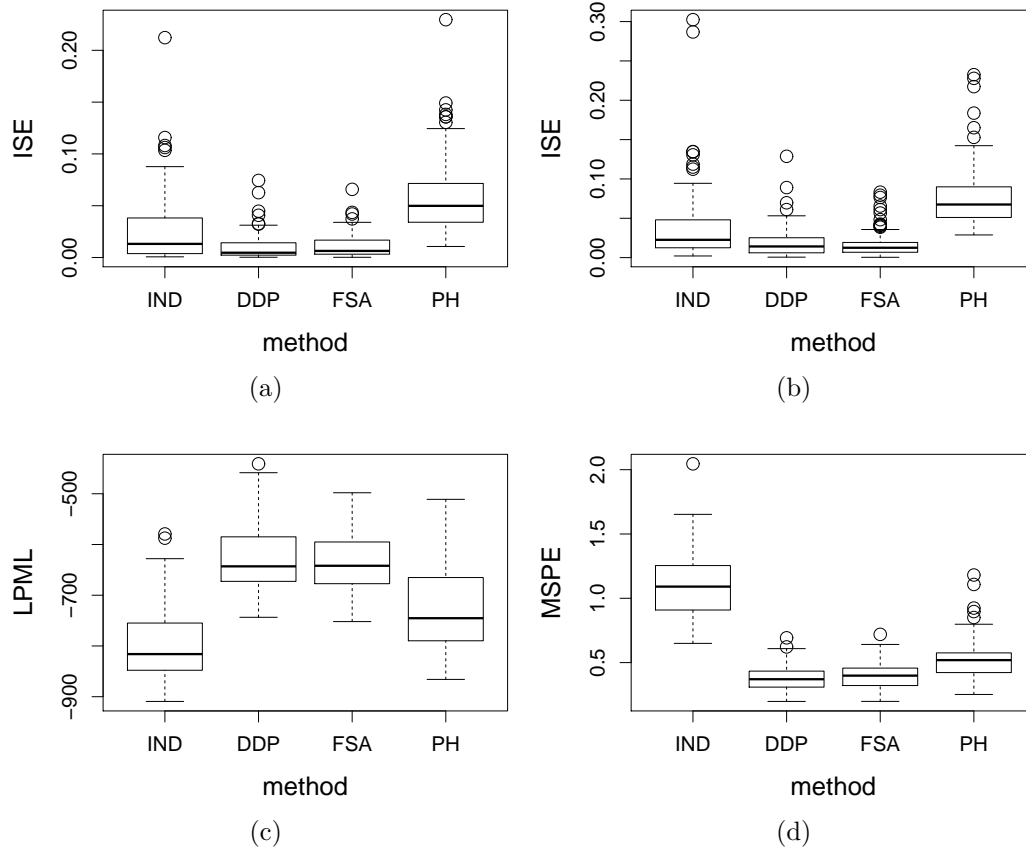 ISE
0.20
0.10
0.00
IND DDP FSA PH
method
(a)
ISE
0.30
0.20
0.10
0.00
IND DDP FSA PH
method
(b)
LPML
−500
−700
−900
IND DDP FSA PH
method
(c)
MSPE
2.0
1.5
1.0
0.5
IND DDP FSA PH
method
(d)